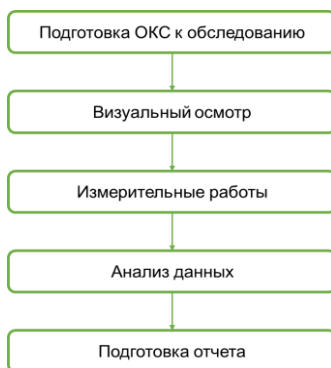 Подготовка ОКС к обследованию
Визуальный осмотр
Измерительные работы
Анализ данных
Подготовка отчета